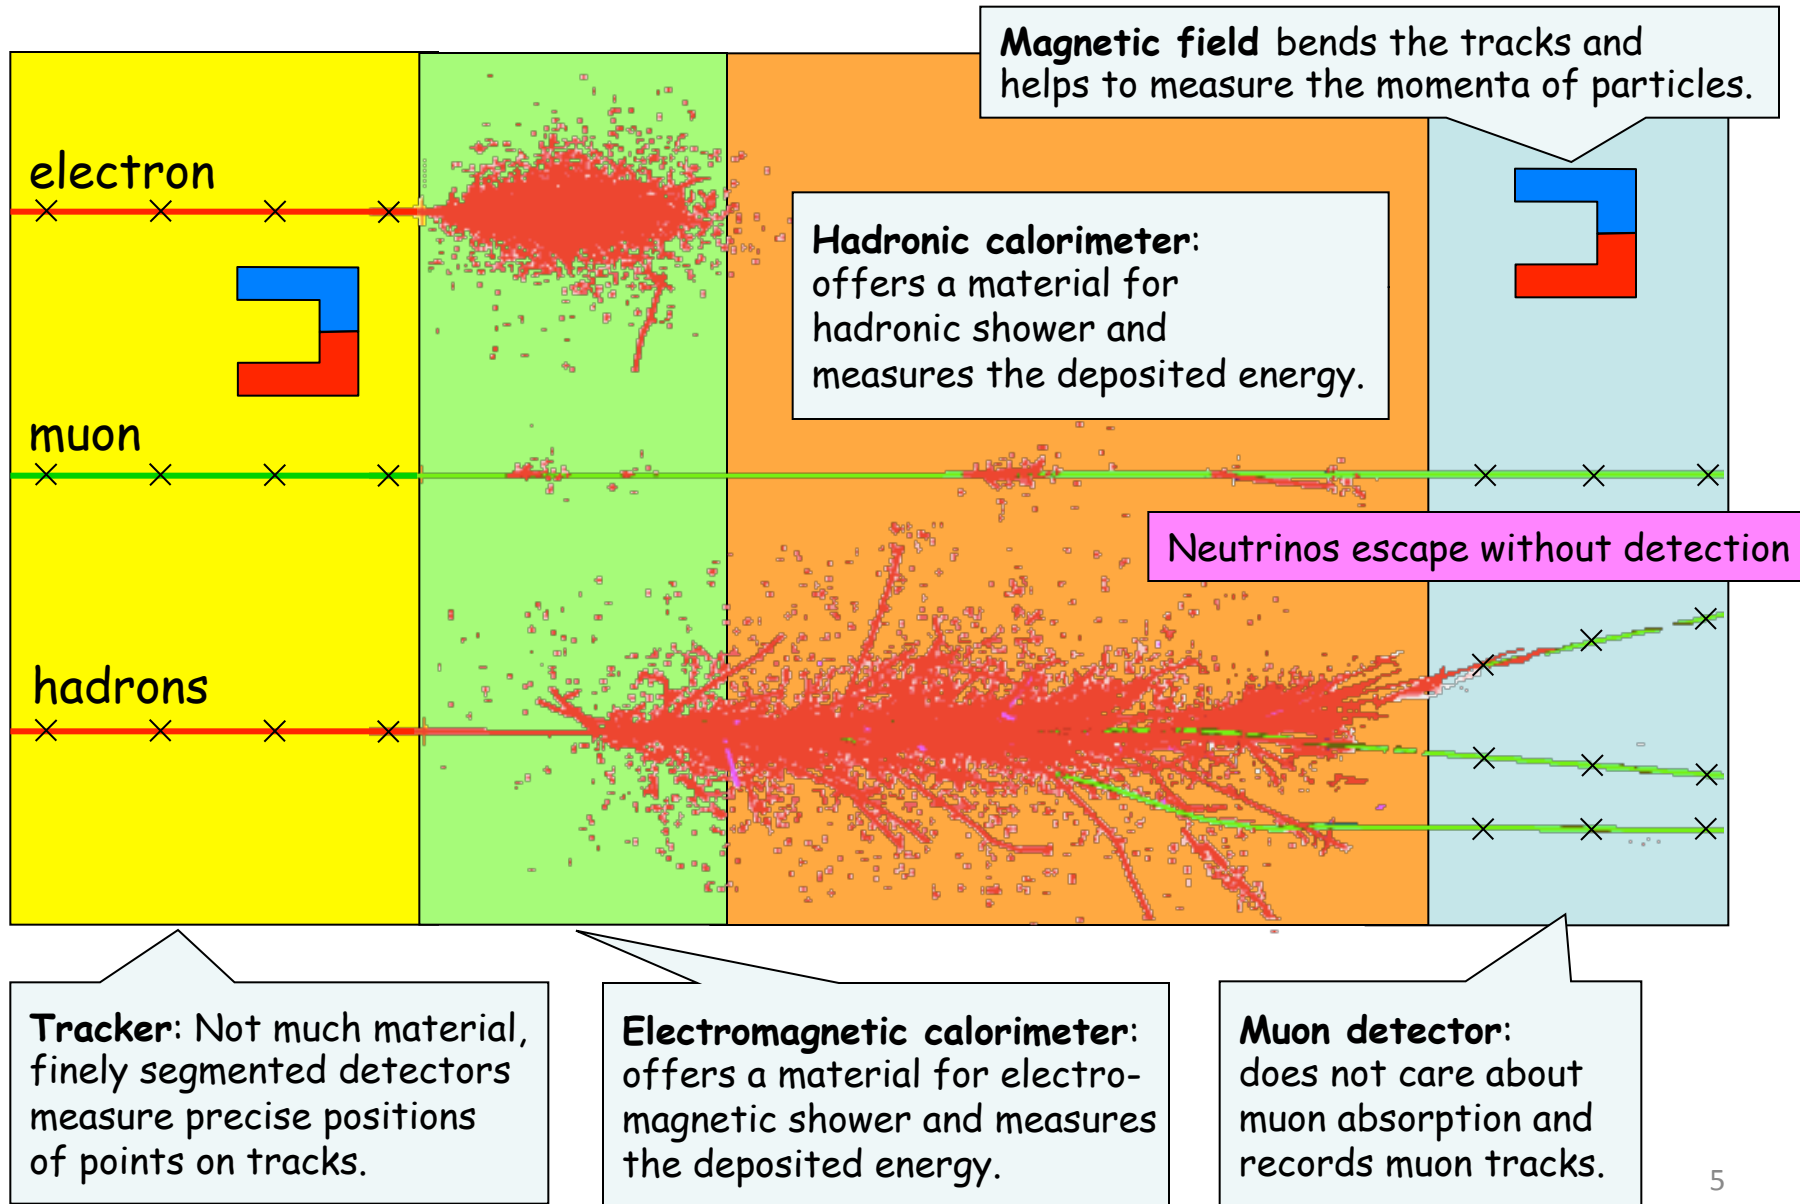 Magnetic field bends the tracks and
helps to measure the momenta of particles.
electron
Hadronic calorimeter:
offers a material for
hadronic shower and
measures the deposited energy.
muon
Neutrinos escape without detection
hadrons
Tracker: Not much material,
finely segmented detectors
measure precise positions
of points on tracks.
Electromagnetic calorimeter:
offers a material for electro-
magnetic shower and measures
the deposited energy.
Muon detector:
does not care about
muon absorption and
records muon tracks.
5